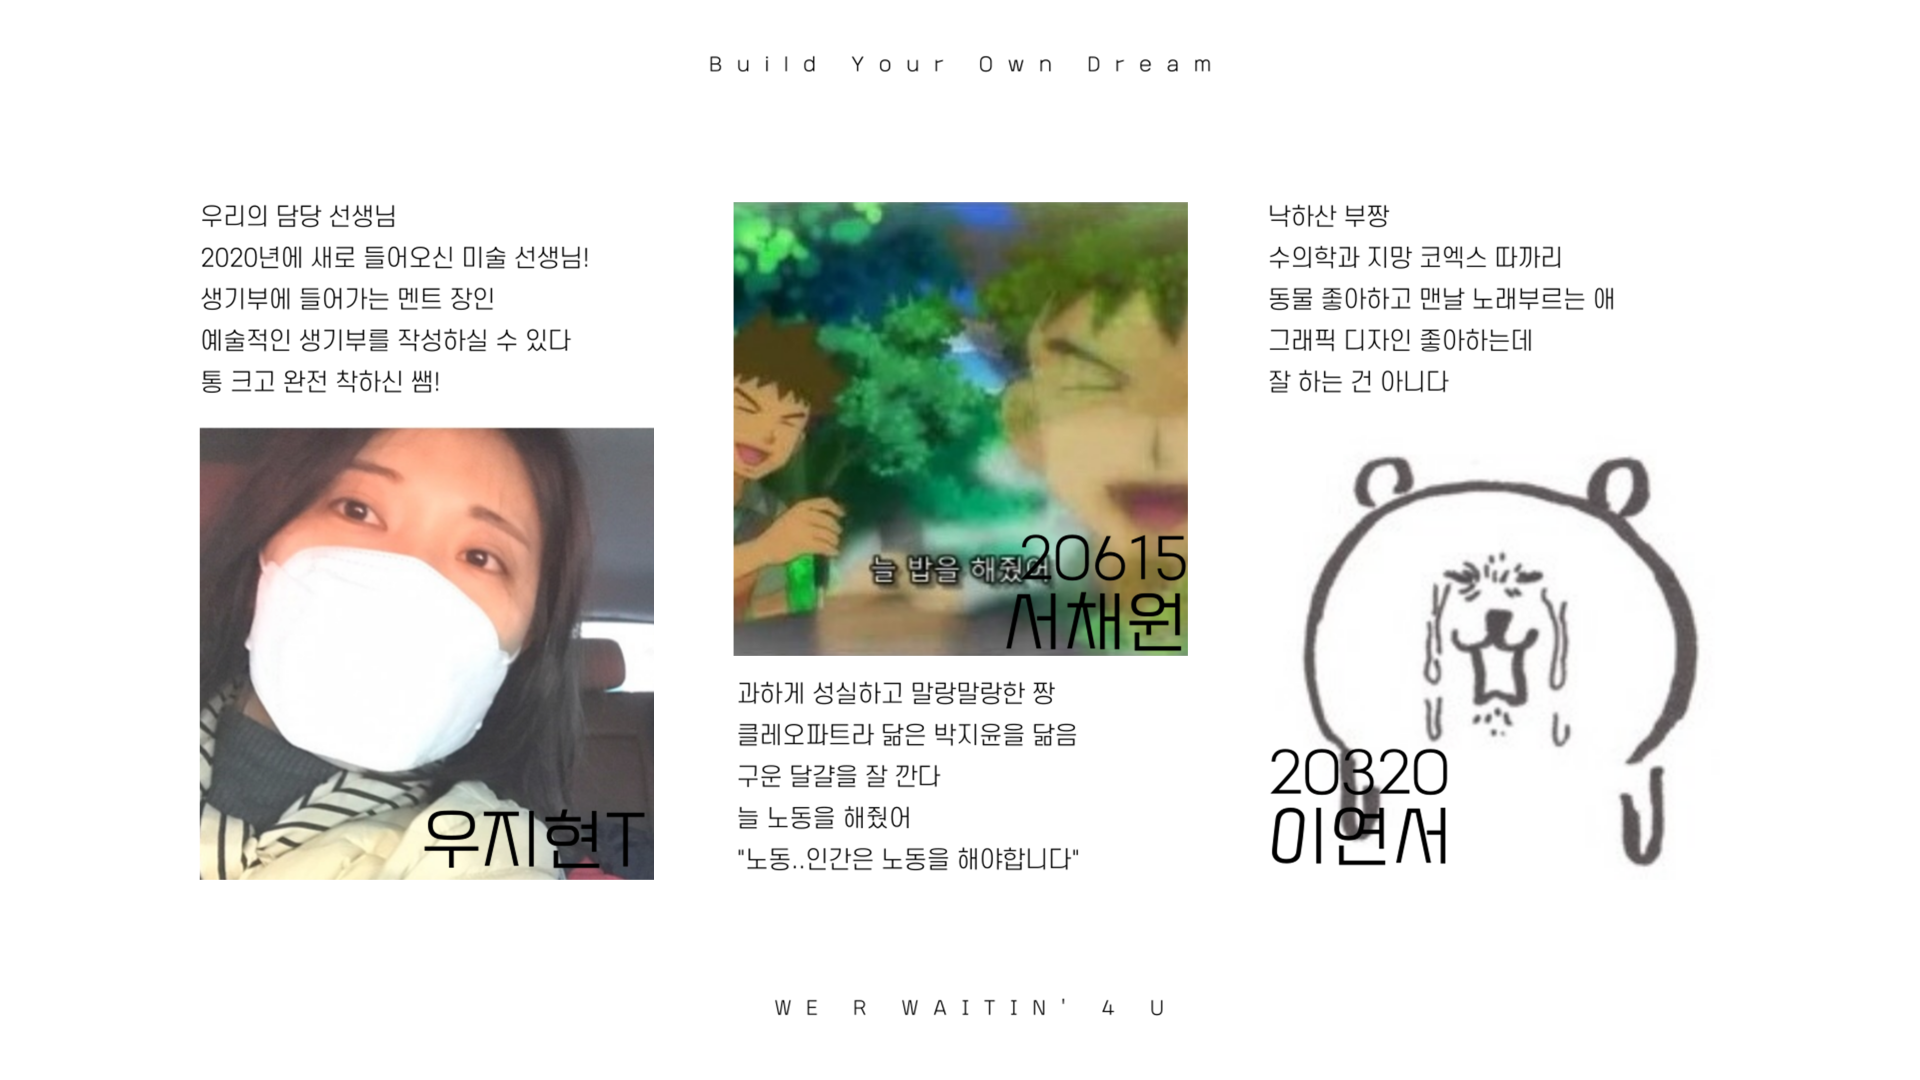 Build Your Own Dream
우리의 담당 선생님
2020년에 새로 들어오신 미술 선생님!
생기부에 들어가는 멘트 장인
예술적인 생기부를 작성하실 수 있다
통 크고 완전 착하신 쌤!
우지현T
늘 밥을 해줬어
20615
서채원
과하게 성실하고 말랑말랑한 짱
클레오파트라 닮은 박지윤을 닮음
구운 달걀을 잘 깐다
늘 노동을 해줬어
"노동..인간은 노동을 해야합니다"
낙하산 부짱
수의학과 지망 코엑스 따까리
동물 좋아하고 맨날 노래부르는 애
그래픽 디자인 좋아하는데
잘 하는 건 아니다
20320
이연서
WE R WAITIN' 4 U